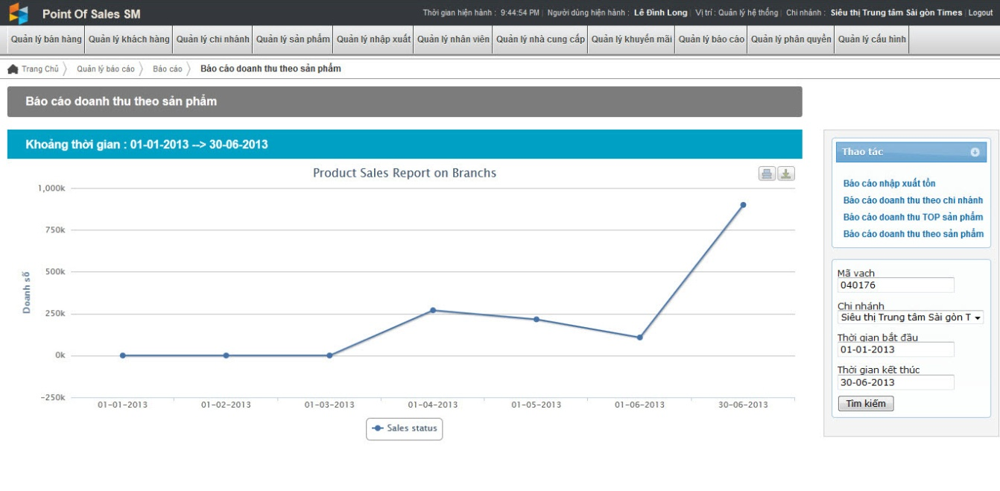 Point Of Sales SM
Thời gian hiện hành : 9:44:54 PM | Người dùng hiện hành : Lê Đình Long | Vị trí : Quản lý hệ thống | Chi nhánh : Siêu thị Trung tâm Sài gòn Times | Logout
Quản lý bán hàng Quản lý khách hàng Quản lý chi nhánh Quản lý sản phẩm Quản lý nhập xuất Quản lý nhân viên Quản lý nhà cung cấp Quản lý khuyến mãi Quản lý báo cáo Quản lý phân quyền Quản lý cấu hình
Trang Chủ Quản lý báo cáo Báo cáo Báo cáo doanh thu theo sản phẩm
Báo cáo doanh thu theo sản phẩm
Khoảng thời gian : 01-01-2013 --> 30-06-2013
Product Sales Report on Branchs
1,000k
750k
500k
250k
0k
-250k
Doanh số
01-01-2013 01-02-2013 01-03-2013 01-04-2013 01-05-2013 01-06-2013 30-06-2013
Sales status
Thao tác
Báo cáo nhập xuất tồn
Báo cáo doanh thu theo chi nhánh
Báo cáo doanh thu TOP sản phẩm
Báo cáo doanh thu theo sản phẩm
Mã vạch
040176
Chi nhánh
Siêu thị Trung tâm Sài gòn T
Thời gian bắt đầu
01-01-2013
Thời gian kết thúc
30-06-2013
Tìm kiếm